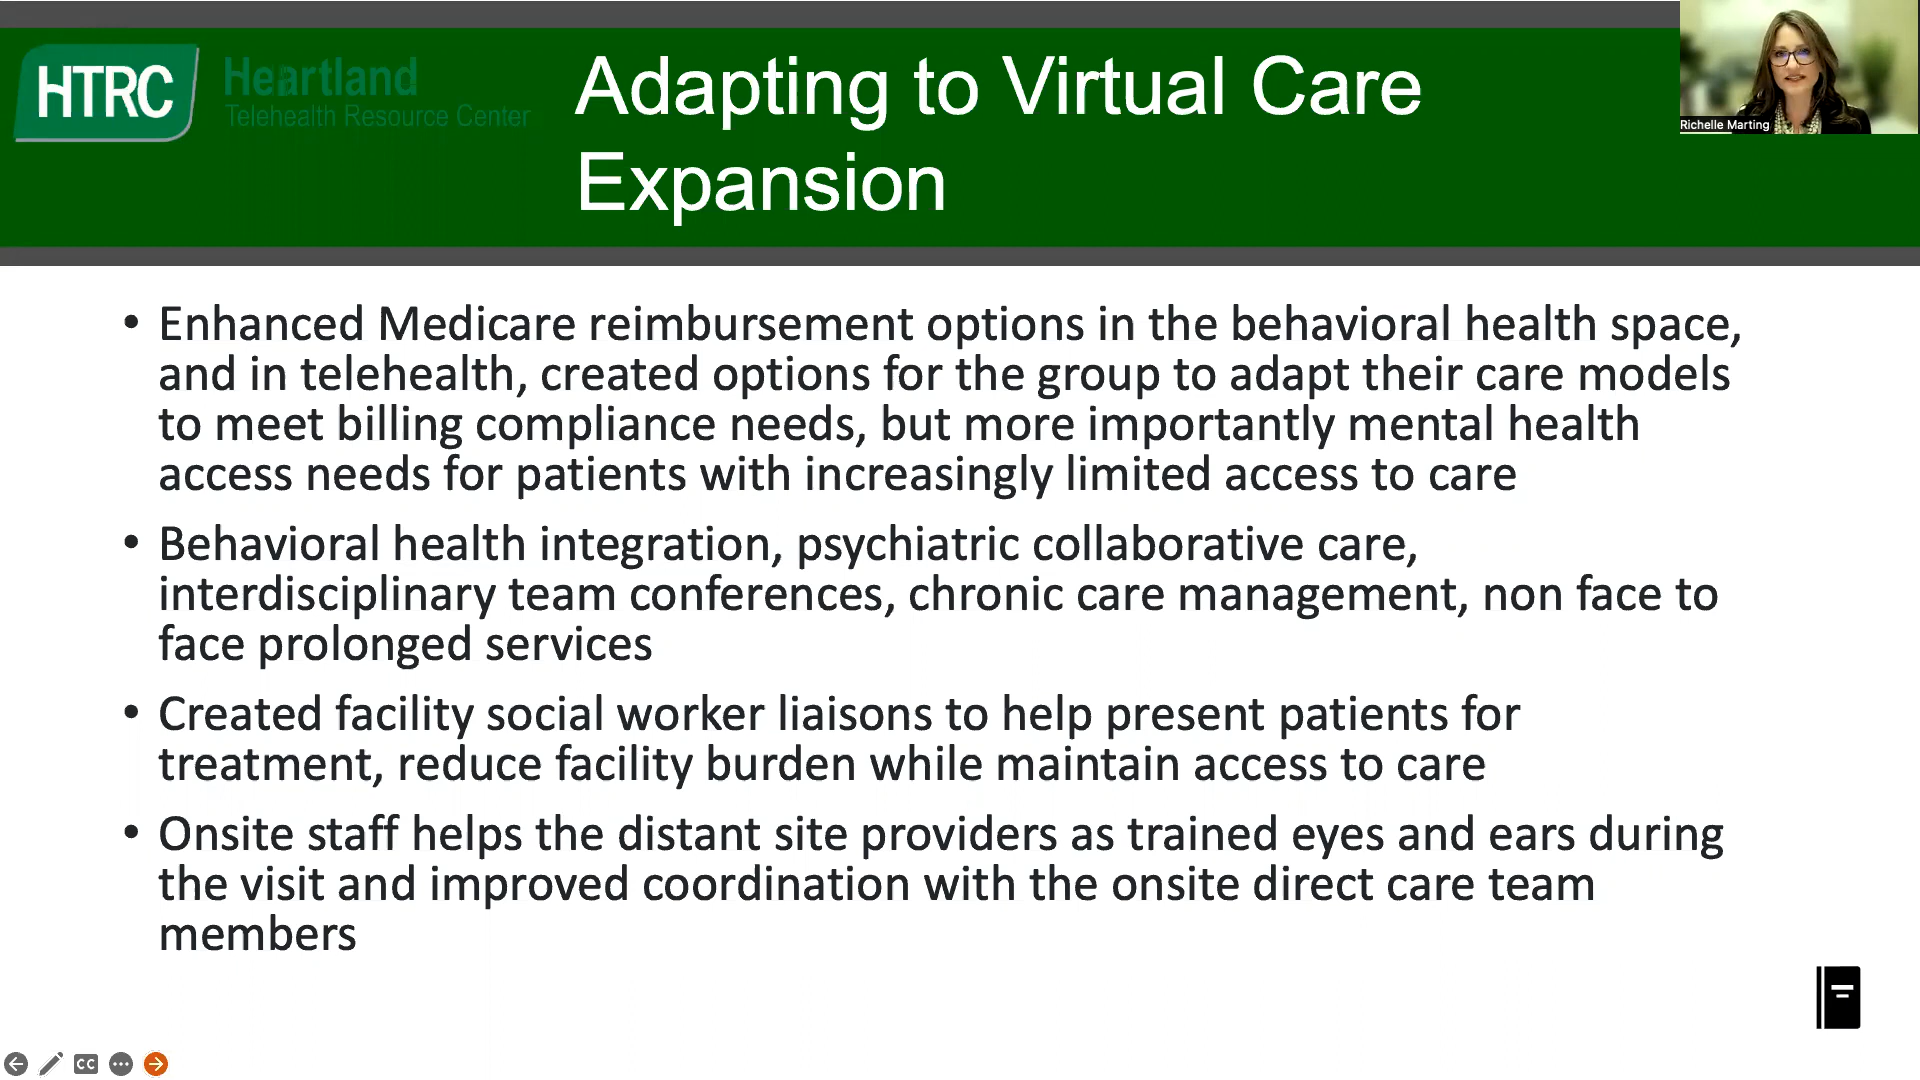 HTRC
Heartland
Telehealth Resource Center
Adapting to Virtual Care
Expansion
Richelle Marting
• Enhanced Medicare reimbursement options in the behavioral health space,
and in telehealth, created options for the group to adapt their care models
to meet billing compliance needs, but more importantly mental health
access needs for patients with increasingly limited access to care
• Behavioral health integration, psychiatric collaborative care,
interdisciplinary team conferences, chronic care management, non face to
face prolonged services
• Created facility social worker liaisons to help present patients for
treatment, reduce facility burden while maintain access to care
• Onsite staff helps the distant site providers as trained eyes and ears during
the visit and improved coordination with the onsite direct care team
members
CC